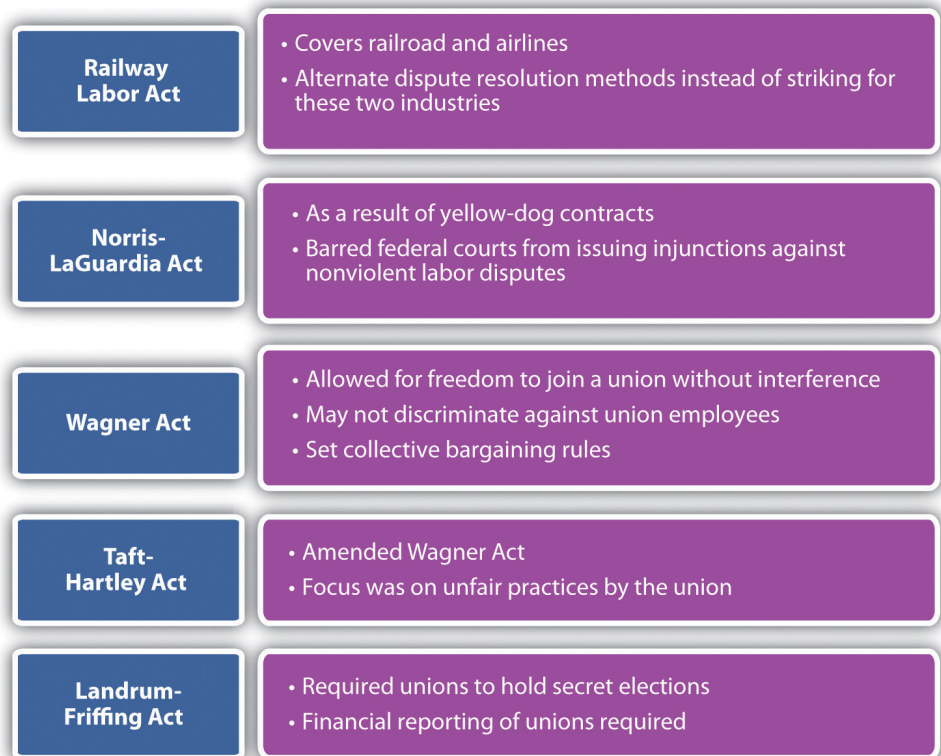 Railway
Labor Act
• Covers railroad and airlines
• Alternate dispute resolution methods instead of striking for
these two industries
Norris-
LaGuardia Act
• As a result of yellow-dog contracts
• Barred federal courts from issuing injunctions against
nonviolent labor disputes
Wagner Act
• Allowed for freedom to join a union without interference
• May not discriminate against union employees
• Set collective bargaining rules
Taft-
Hartley Act
• Amended Wagner Act
• Focus was on unfair practices by the union
Landrum-
Friffing Act
• Required unions to hold secret elections
• Financial reporting of unions required